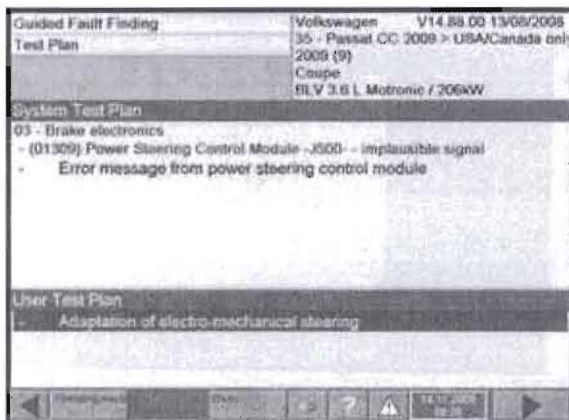 Guided Fault Finding
Test Plan
Volkswagen V14.88.00 13/08/2008
35 - Passat CC 2009 > USA/Canada only
2009 (9)
Coupe
BLV 3.6 L Motronic / 206kW
System Test Plan
03 - Brake electronics
- (01309) Power Steering Control Module -J500- - implausible signal
- Error message from power steering control module
User Test Plan
- Adaptation of electro-mechanical steering